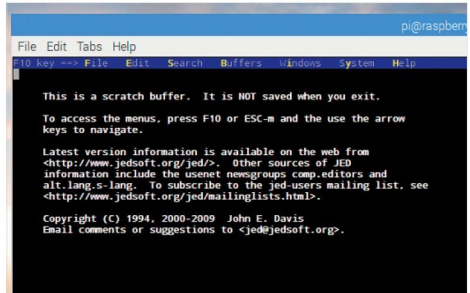 pi@raspberry
File Edit Tabs Help
F10 key ==> File Edit Search Buffers Windows System Help
This is a scratch buffer. It is NOT saved when you exit.
To access the menus, press F10 or ESC-m and the use the arrow
keys to navigate.
Latest version information is available on the web from
<http://www.jedsoft.org/jed/>. Other sources of JED
information include the usenet newsgroups comp.editors and
alt.lang.s-lang. To subscribe to the jed-users mailing list, see
<http://www.jedsoft.org/jed/mailinglists.html>.
Copyright (C) 1994, 2000-2009 John E. Davis
Email comments or suggestions to <jed@jedsoft.org>.